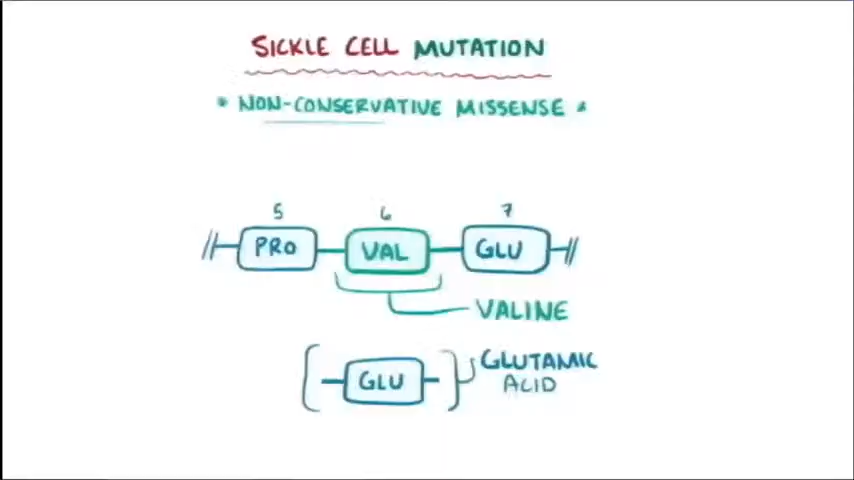 SICKLE CELL MUTATION
* NON-CONSERVATIVE MISSENSE *
5 6 7
PRO VAL GLU
VALINE
GLU GLUTAMIC
ACID